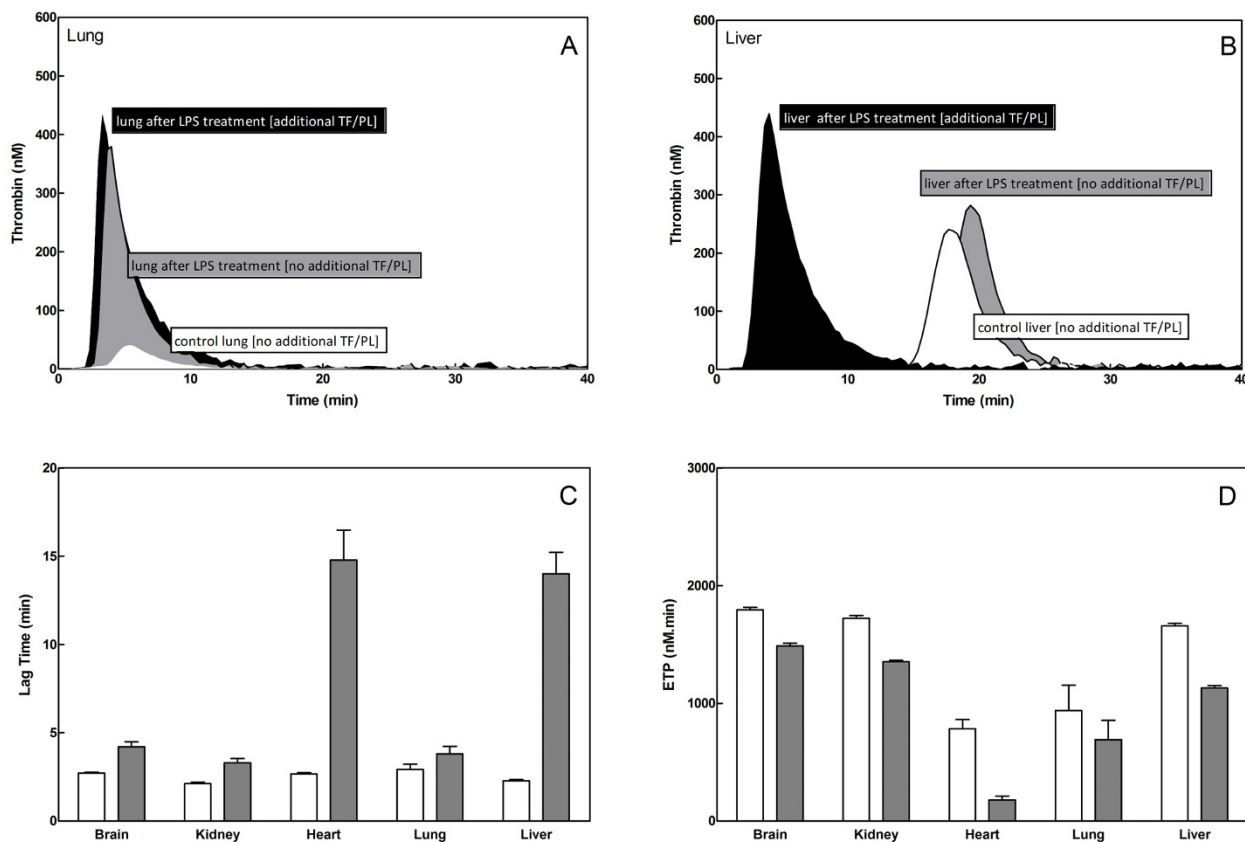 600
500
400
300
200
100
0
Thrombin (nM)
Lung
A
lung after LPS treatment [additional TF/PL]
lung after LPS treatment [no additional TF/PL]
control lung [no additional TF/PL]
0
10
20
30
40
Time (min)
600
500
400
300
200
100
0
Thrombin (nM)
Liver
B
liver  after LPS treatment [additional TF/PL]
liver after LPS treatment [no additional TF/PL]
control liver [no additional TF/PL]
0
10
20
30
40
Time (min)
20
15
10
5
0
Lag Time (min)
C
Brain
Kidney
Heart
Lung
Liver
3000
2000
1000
0
ETP (nM.min)
D
Brain
Kidney
Heart
Lung
Liver